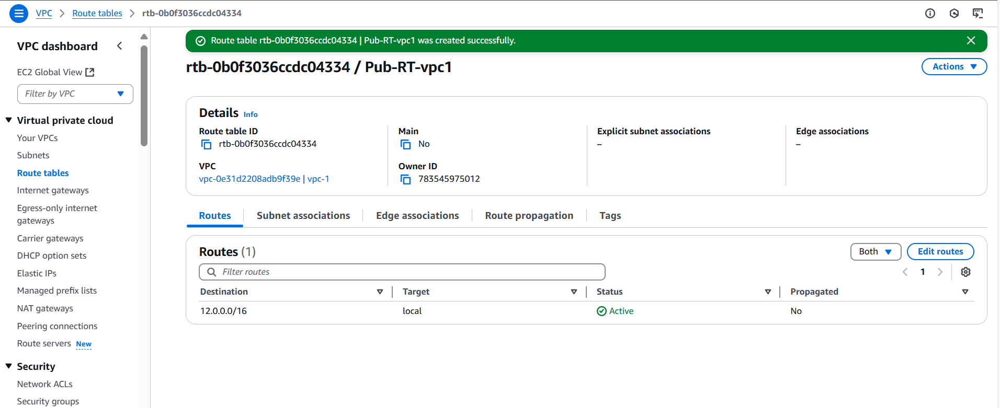 VPC > Route tables > rtb-0b0f3036ccdc04334
VPC dashboard
EC2 Global View
Filter by VPC
Virtual private cloud
Your VPCs
Subnets
Route tables
Internet gateways
Egress-only internet
gateways
Carrier gateways
DHCP option sets
Elastic IPs
Managed prefix lists
NAT gateways
Peering connections
Route servers New
Security
Network ACLs
Security groups
Route table rtb-0b0f3036ccdc04334 | Pub-RT-vpc1 was created successfully.
rtb-0b0f3036ccdc04334 / Pub-RT-vpc1
Actions
Details Info
Route table ID
rtb-0b0f3036ccdc04334
Main
No
Explicit subnet associations
–
Edge associations
–
VPC
vpc-0e31d2208adb9f39e | vpc-1
Owner ID
783545975012
Routes Subnet associations Edge associations Route propagation Tags
Routes (1)
Both
Edit routes
Filter routes
1
Destination Target Status Propagated
12.0.0.0/16 local Active No